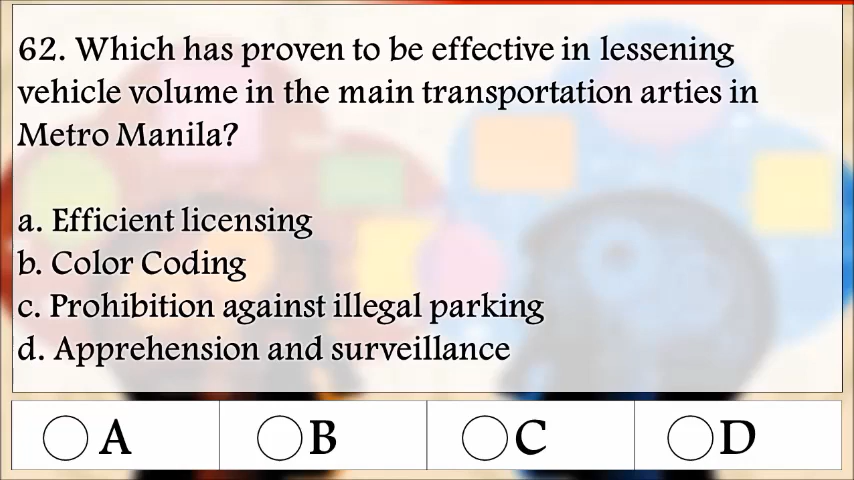 62. Which has proven to be effective in lessening
vehicle volume in the main transportation arties in
Metro Manila?
a. Efficient licensing
b. Color Coding
c. Prohibition against illegal parking
d. Apprehension and surveillance
A B C D